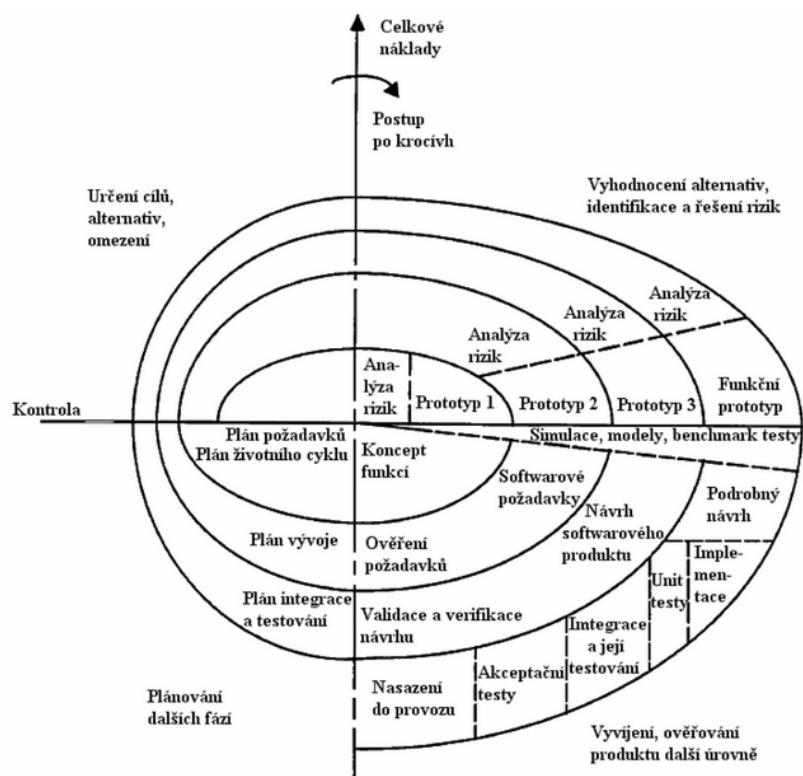 Celkové
náklady
Postup
po krocívh
Určení cílů,
alternativ,
omezení
Vyhodnocení alternativ,
identifikace a řešení rizik
Analýza
rizik
Analýza
rizik
Analýza
rizik
Ana-
lýza
rizik
Prototyp 1
Prototyp 2
Prototyp 3
Funkční
prototyp
Kontrola
Plán požadavků
Plán životního cyklu
Koncept
funkcí
Simulace, modely, benchmark testy
Softwarové
požadavky
Návrh
softwarového
produktu
Podrobný
návrh
Plán vývoje
Ověření
požadavků
Unit
testy
Imple-
men-
tace
Plán integrace
a testování
Validace a verifikace
návrhu
Imtegrace
a její
testování
Akceptační
testy
Nasazení
do provozu
Plánování
dalších fází
Vyvíjení, ověřování
produktu další úrovně